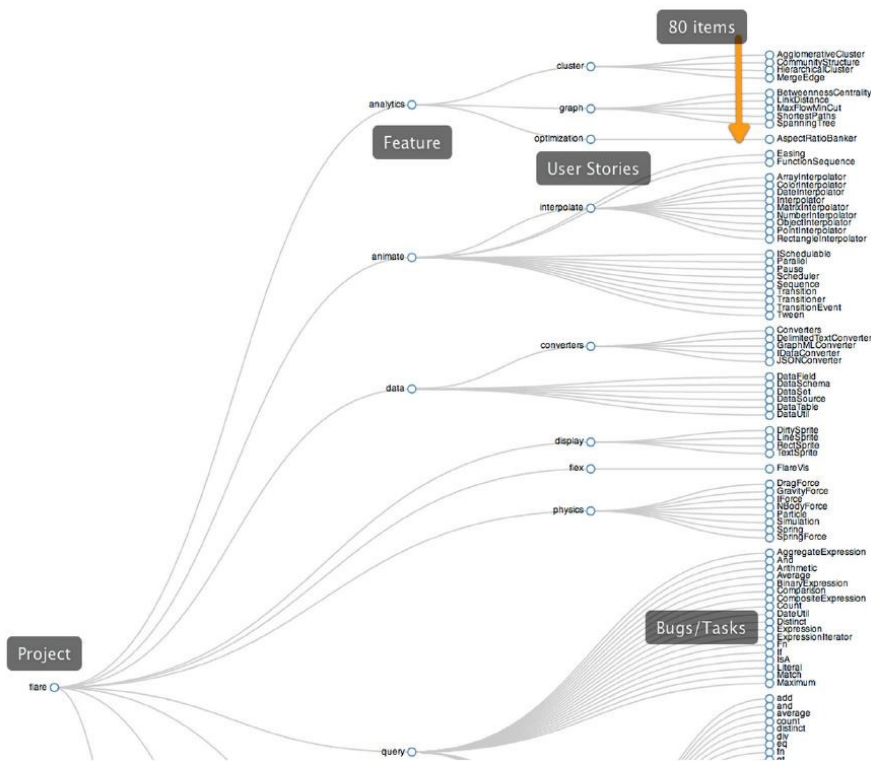 80 items
AgglomerativeCluster
CommunityStructure
cluster
HierarchicalCluster
MergeEdge
BetweennessCentrality
analytics
LinkDistance
graph
MaxFlowMinCut
ShortestPaths
SpanningTree
Feature
optimization
AspectRatioBanker
Easing
User Stories
FunctionSequence
ArrayInterpolator
ColorInterpolator
DateInterpolator
Interpolator
interpolate
MatrixInterpolator
NumberInterpolator
ObjectInterpolator
PointInterpolator
RectangleInterpolator
ISchedulable
animate
Parallel
Pause
Scheduler
Sequence
Transition
Transitioner
TransitionEvent
Tween
Converters
DelimitedTextConverter
converters
GraphMLConverter
IDataConverter
JSONConverter
DataField
data
DataSchema
DataSet
DataSource
DataTable
DataUtil
DirtySprite
display
LineSprite
RectSprite
TextSprite
flex
FlareVis
DragForce
GravityForce
IForce
physics
NBodyForce
Particle
Simulation
Spring
SpringForce
AggregateExpression
And
Arithmetic
Average
BinaryExpression
Comparison
CompositeExpression
Count
DateUtil
Bugs/Tasks
Distinct
Expression
ExpressionIterator
Fn
If
Project
IsA
Literal
Match
flare
Maximum
add
and
average
count
distinct
div
eq
query
fn